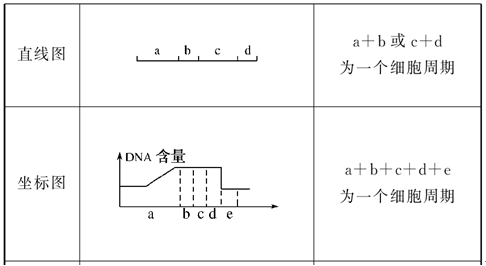 直线图
a b c d
a+b 或 c+d
为一个细胞周期
坐标图
DNA 含量
a b c d e
a+b+c+d+e
为一个细胞周期